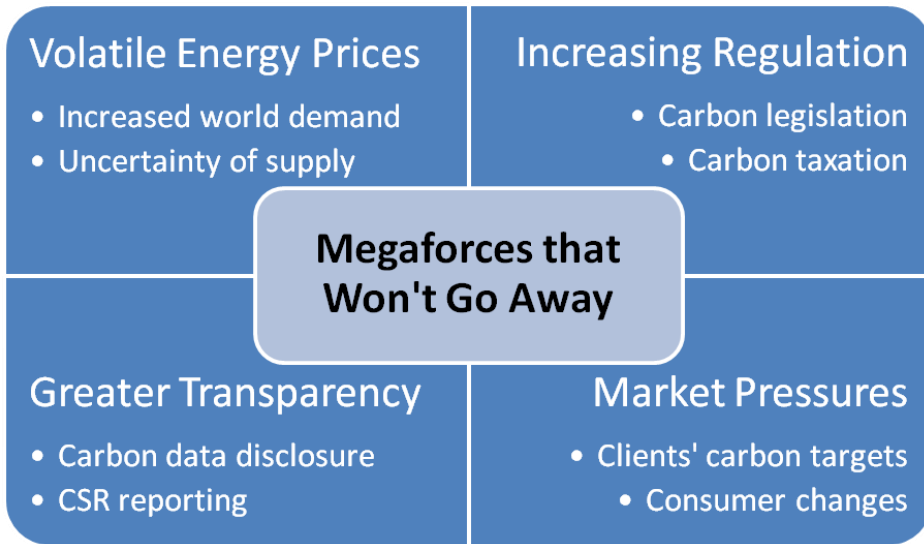 Volatile Energy Prices
• Increased world demand
• Uncertainty of supply
Increasing Regulation
• Carbon legislation
• Carbon taxation
Megaforces that
Won't Go Away
Greater Transparency
• Carbon data disclosure
• CSR reporting
Market Pressures
• Clients' carbon targets
• Consumer changes